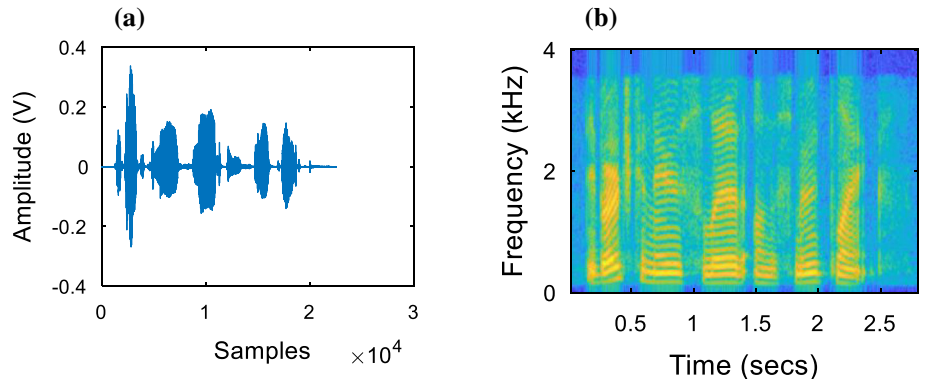 (a)
0.4
0.2
0
-0.2
-0.4
Amplitude (V)
0 1 2 3
Samples ×10^4
(b)
4
2
0
Frequency (kHz)
0.5 1 1.5 2 2.5
Time (secs)